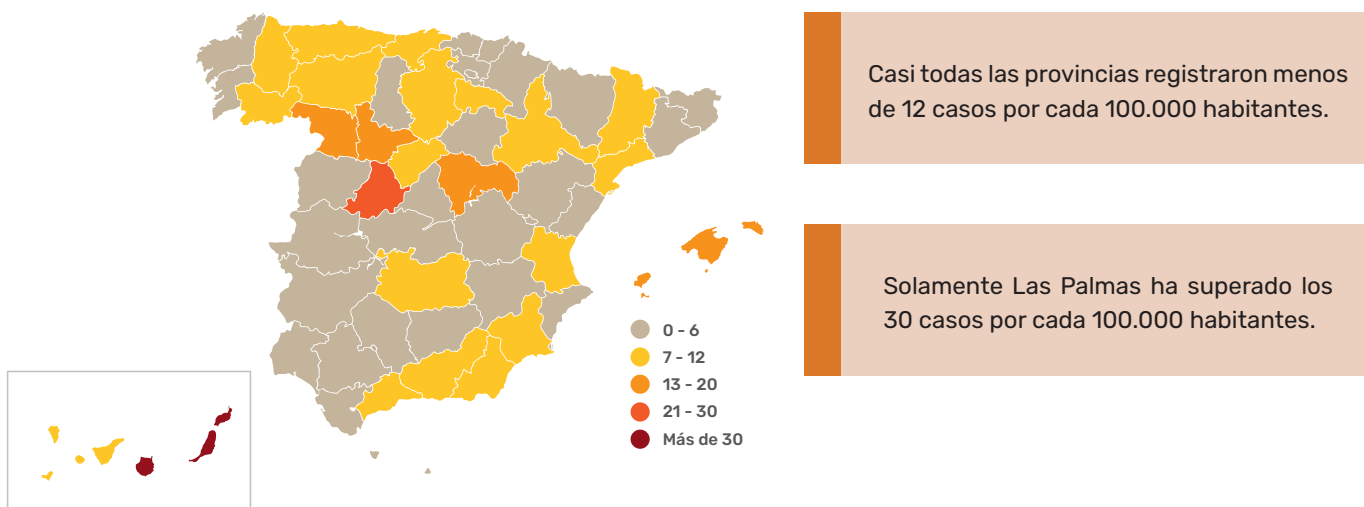 Casi todas las provincias registraron menos
de 12 casos por cada 100.000 habitantes.
Solamente Las Palmas ha superado los
30 casos por cada 100.000 habitantes.
0 - 6
7 - 12
13 - 20
21 - 30
Más de 30